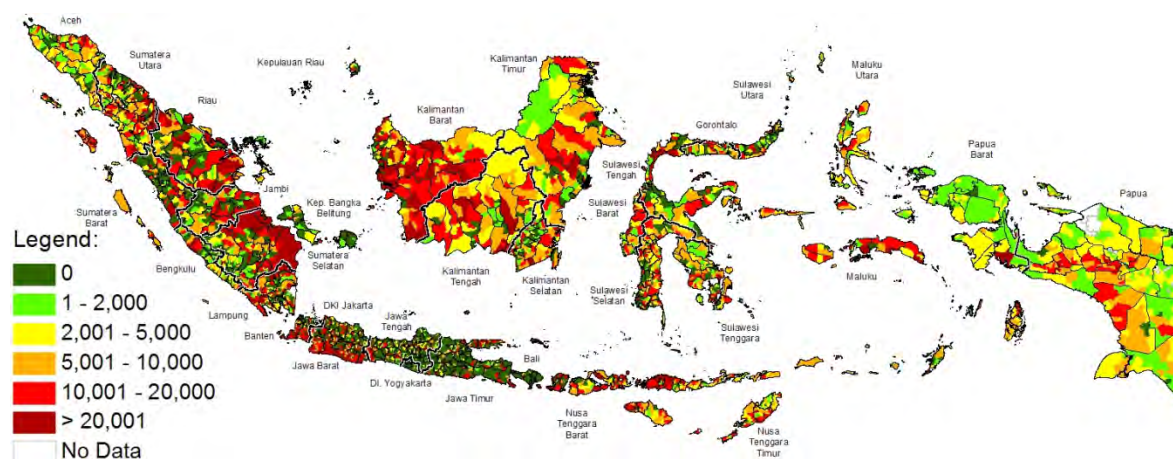 Aceh
Sumatera
Utara
Kepulauan Riau
Riau
Kalimantan
Timur
Kalimantan
Barat
Sulawesi
Utara
Maluku
Utara
Gorontalo
Papua
Barat
Papua
Sulawesi
Tengah
Jambi
Kep. Bangka
Belitung
Sulawesi
Barat
Sumatera
Barat
Sumatera
Selatan
Bengkulu
Kalimantan
Tengah
Kalimantan
Selatan
Maluku
Sulawesi
Selatan
Lampung
DKI Jakarta
Jawa
Tengah
Sulawesi
Tenggara
Banten
Bali
Jawa Barat
DI. Yogyakarta
Jawa Timur
Nusa
Tenggara
Barat
Nusa
Tenggara
Timur
Legend:
0
1 - 2,000
2,001 - 5,000
5,001 - 10,000
10,001 - 20,000
> 20,001
No Data